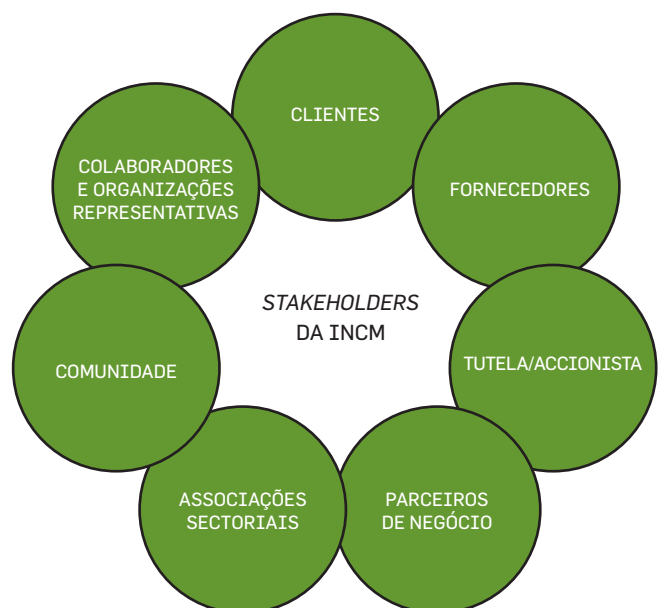 CLIENTES
COLABORADORES
E ORGANIZAÇÕES
REPRESENTATIVAS
FORNECEDORES
STAKEHOLDERS
DA INCM
COMUNIDADE
TUTELA/ACCIONISTA
ASSOCIAÇÕES
SECTORIAIS
PARCEIROS
DE NEGÓCIO